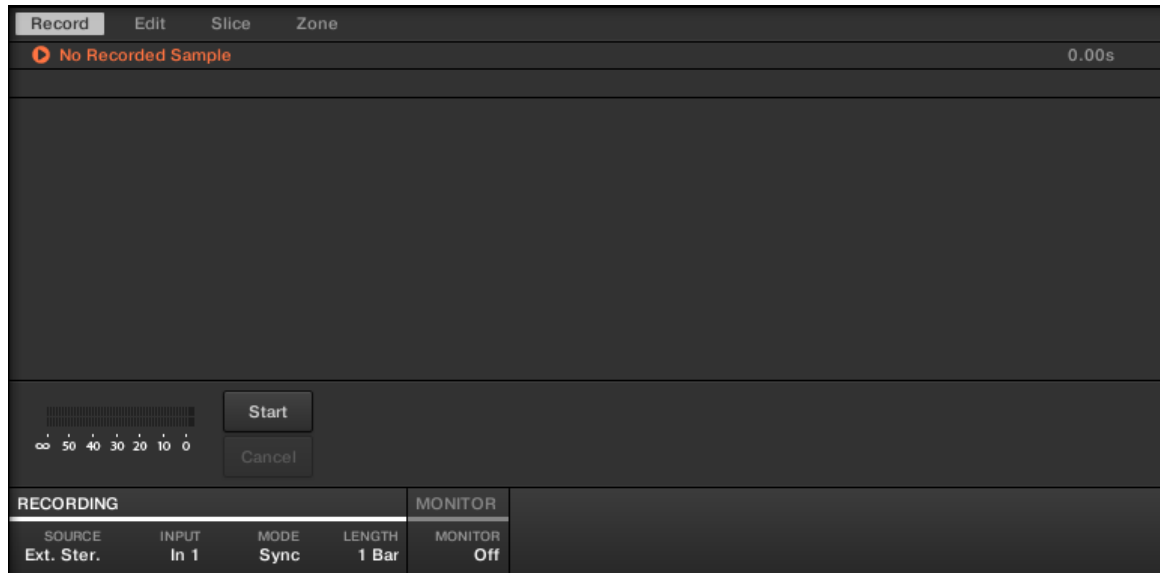 Record Edit Slice Zone
No Recorded Sample 0.00s
Start
∞ 50 40 30 20 10 0
Cancel
RECORDING MONITOR
SOURCE INPUT MODE LENGTH MONITOR
Ext. Ster. In 1 Sync 1 Bar Off